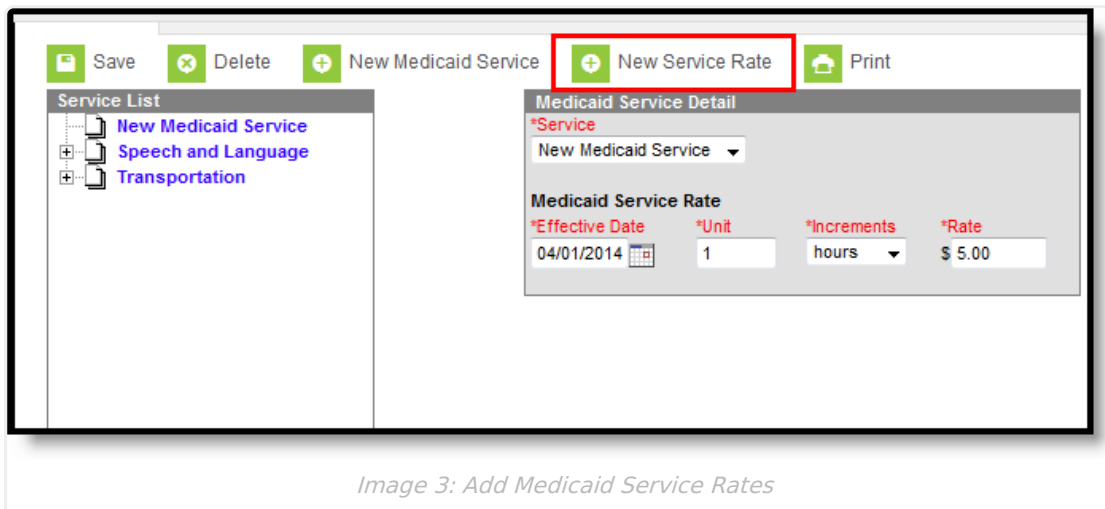 Save Delete New Medicaid Service New Service Rate Print
Service List
New Medicaid Service
Speech and Language
Transportation
Medicaid Service Detail
*Service
New Medicaid Service
Medicaid Service Rate
*Effective Date *Unit *Increments *Rate
04/01/2014 1 hours $ 5.00
Image 3: Add Medicaid Service Rates